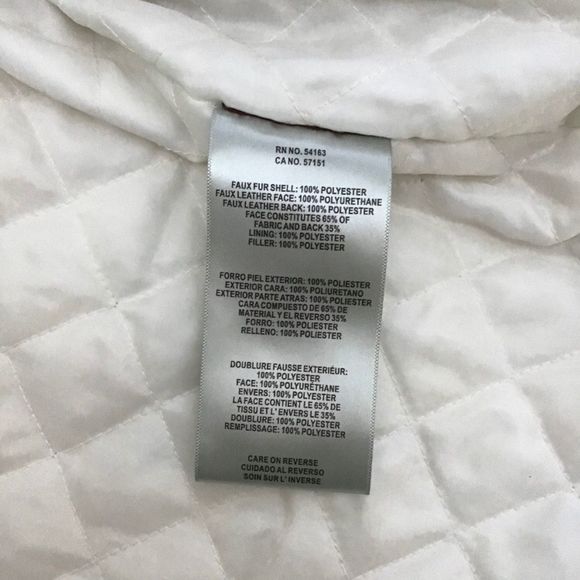 RN NO. 54163
CA NO. 57151
FAUX FUR SHELL: 100% POLYESTER
FAUX LEATHER FACE: 100% POLYURETHANE
FAUX LEATHER BACK: 100% POLYESTER
FACE CONSTITUTES 65% OF
FABRIC AND BACK 35%
LINING: 100% POLYESTER
FILLER: 100% POLYESTER
FORRO PIEL EXTERIOR: 100% POLIESTER
EXTERIOR CARA: 100% POLIURETANO
EXTERIOR PARTE ATRAS: 100% POLIESTER
CARA COMPUESTO DE 65% DE
MATERIAL Y EL REVERSO 35%
FORRO: 100% POLIESTER
RELLENO: 100% POLIESTER
DOUBLURE FAUSSE EXTERIÉUR:
100% POLYESTER
FACE: 100% POLYURÉTHANE
ENVERS: 100% POLYESTER
LA FACE CONTIENT LE 65% DE
TISSU ET L' ENVERS LE 35%
DOUBLURE: 100% POLYESTER
REMPLISSAGE: 100% POLYESTER
CARE ON REVERSE
CUIDADO AL REVERSO
SOIN SUR L' INVERSE